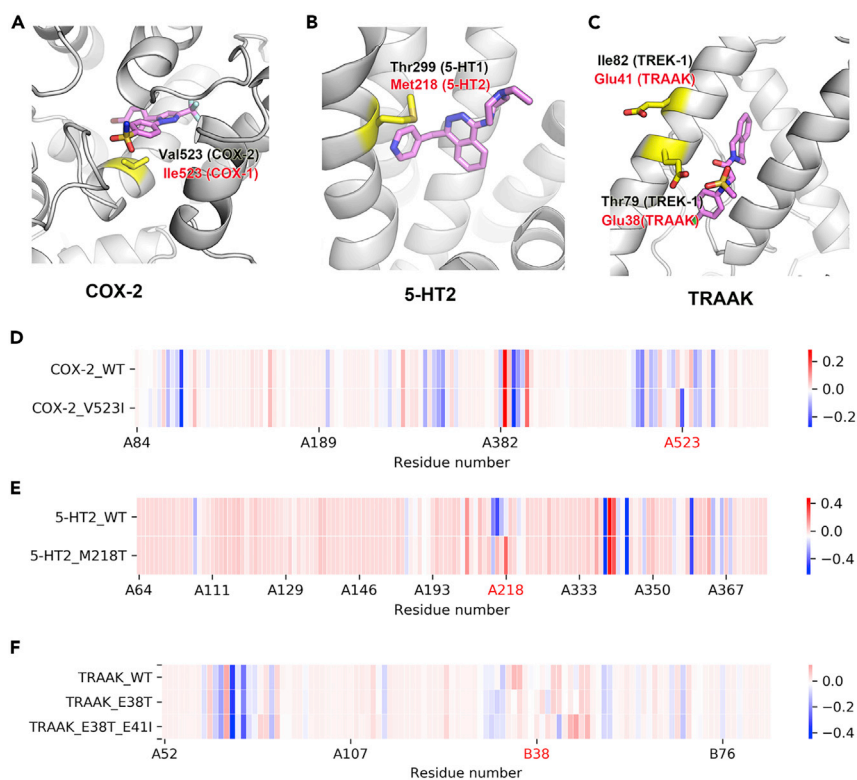 A
B
C
Val523 (COX-2)
Ile523 (COX-1)
Thr299 (5-HT1)
Met218 (5-HT2)
Ile82 (TREK-1)
Glu41 (TRAAK)
Thr79 (TREK-1)
Glu38(TRAAK)
COX-2
5-HT2
TRAAK
D
COX-2_WT
COX-2_V523I
A84
A189
A382
A523
Residue number
0.2
0.0
-0.2
E
5-HT2_WT
5-HT2_M218T
A64
A111
A129
A146
A193
A218
A333
A350
A367
Residue number
0.4
0.0
-0.4
F
TRAAK_WT
TRAAK_E38T
TRAAK_E38T_E41I
A52
A107
B38
B76
Residue number
0.0
-0.2
-0.4